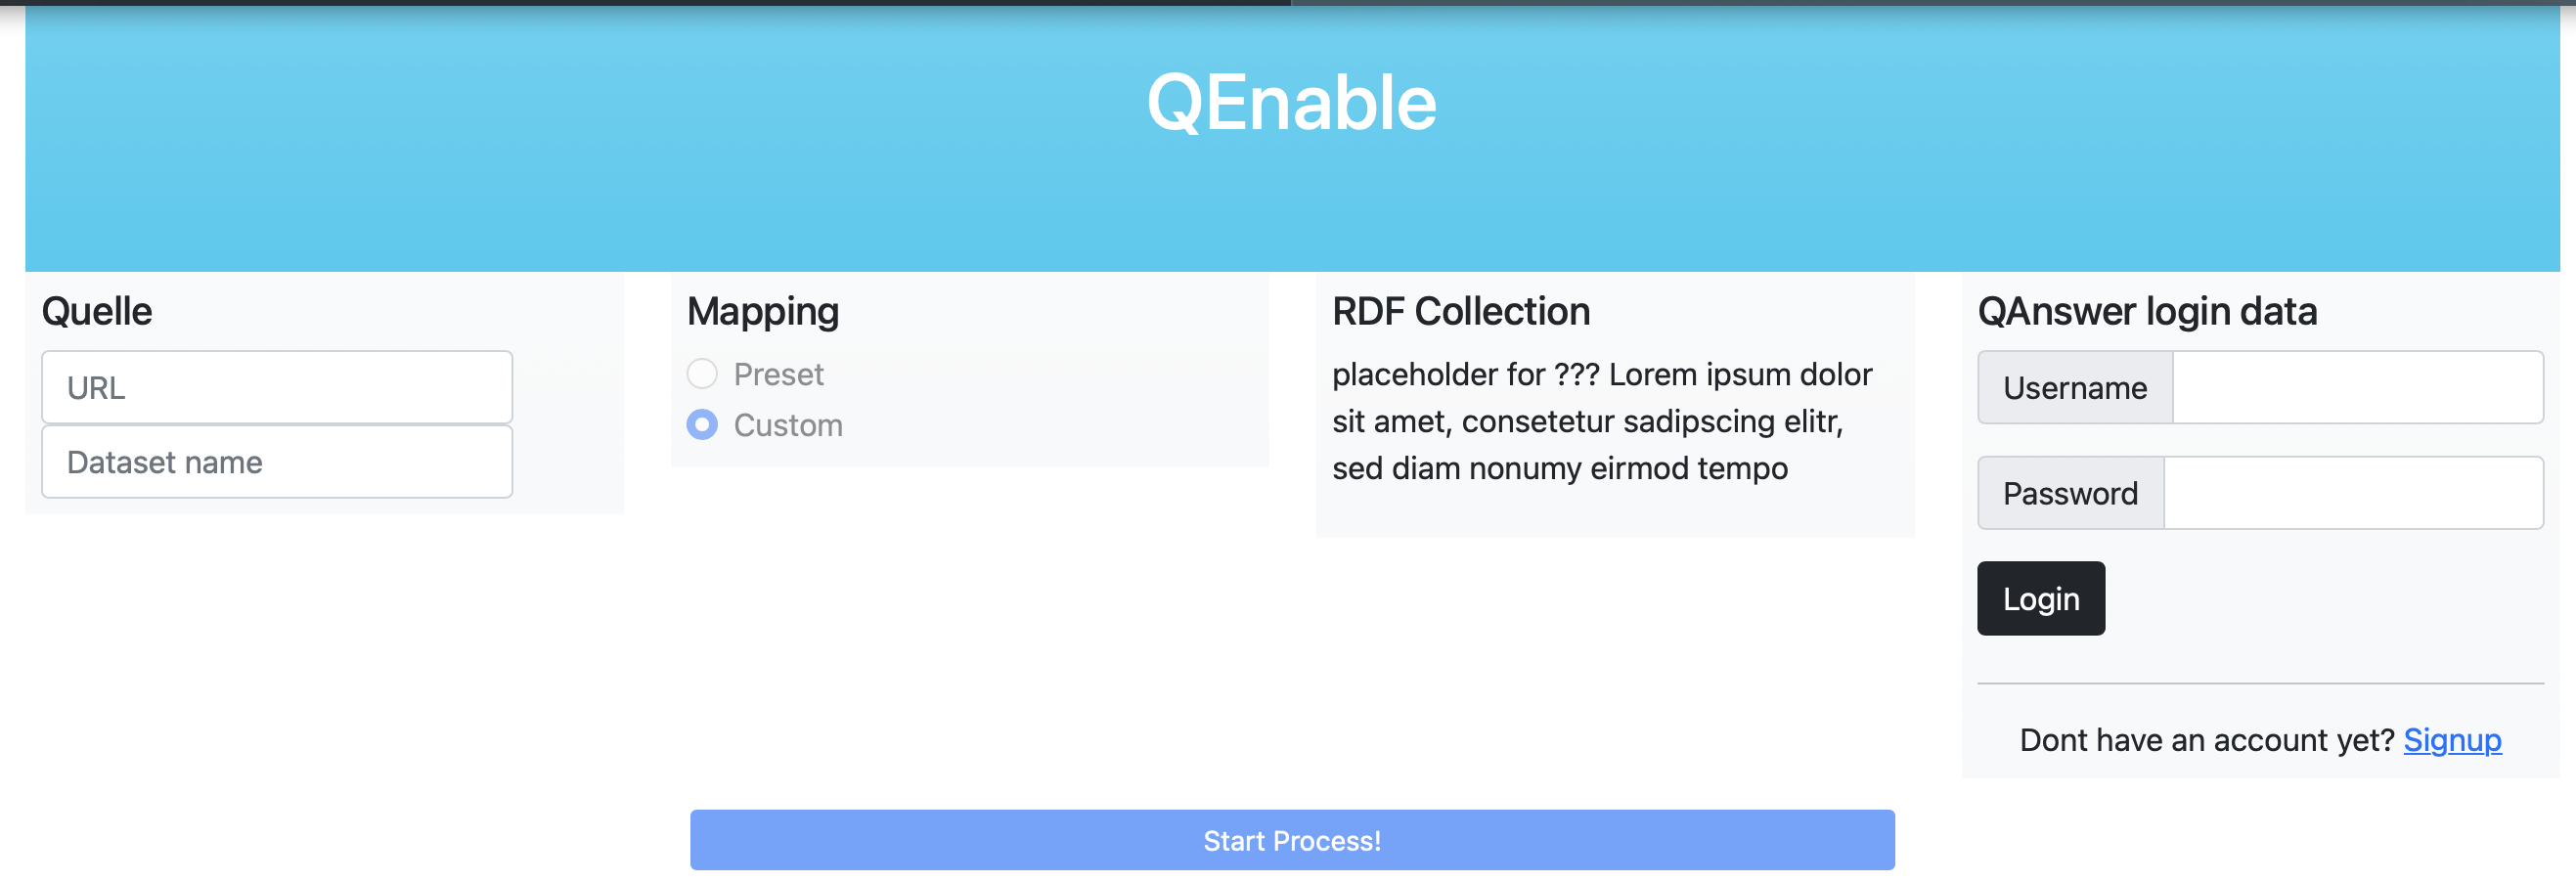 QEnable
Quelle
URL
Dataset name
Mapping
Preset
Custom
RDF Collection
placeholder for ??? Lorem ipsum dolor
sit amet, consetetur sadipscing elitr,
sed diam nonumy eirmod tempo
QAnswer login data
Username
Password
Login
Dont have an account yet? Signup
Start Process!